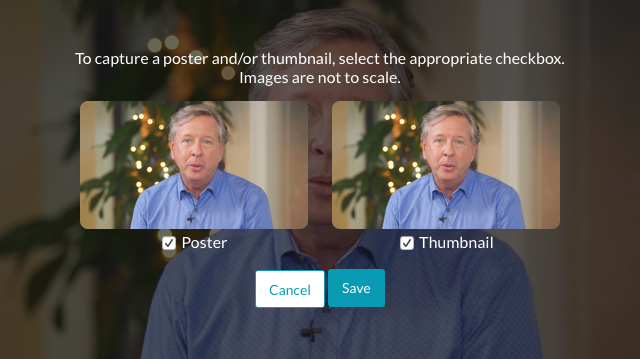 To capture a poster and/or thumbnail, select the appropriate checkbox.
Images are not to scale.
Poster
Thumbnail
Cancel
Save